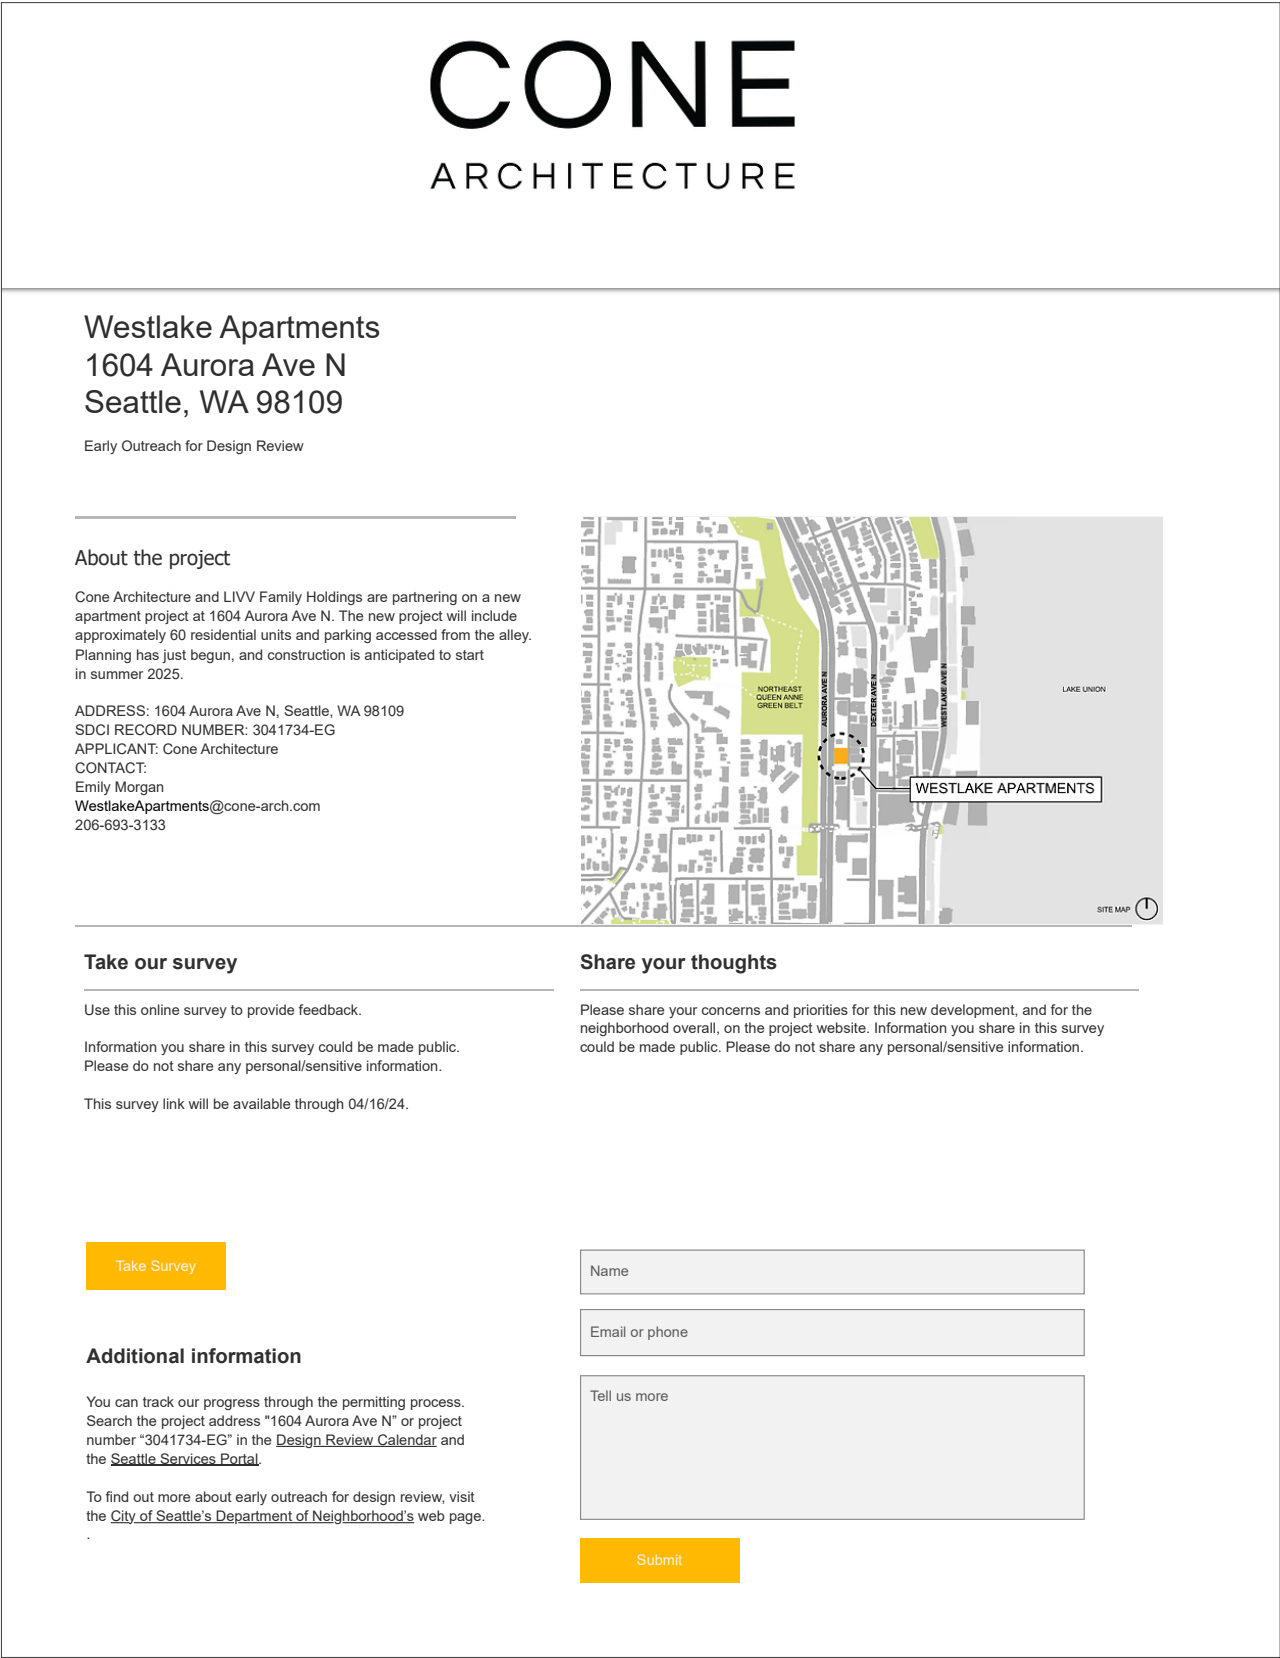 CONE
ARCHITECTURE
Westlake Apartments
1604 Aurora Ave N
Seattle, WA 98109
Early Outreach for Design Review
About the project
Cone Architecture and LIVV Family Holdings are partnering on a new
apartment project at 1604 Aurora Ave N. The new project will include
approximately 60 residential units and parking accessed from the alley.
Planning has just begun, and construction is anticipated to start
in summer 2025.
ADDRESS: 1604 Aurora Ave N, Seattle, WA 98109
SDCI RECORD NUMBER: 3041734-EG
APPLICANT: Cone Architecture
CONTACT:
Emily Morgan
WestlakeApartments@cone-arch.com
206-693-3133
NORTHEAST
QUEEN ANNE
GREEN BELT
AURORA AVE N
DEXTER AVE N
WESTLAKE AVE N
LAKE UNION
WESTLAKE APARTMENTS
SITE MAP
Take our survey
Use this online survey to provide feedback.
Information you share in this survey could be made public.
Please do not share any personal/sensitive information.
This survey link will be available through 04/16/24.
Take Survey
Share your thoughts
Please share your concerns and priorities for this new development, and for the
neighborhood overall, on the project website. Information you share in this survey
could be made public. Please do not share any personal/sensitive information.
Name
Email or phone
Tell us more
Submit
Additional information
You can track our progress through the permitting process.
Search the project address "1604 Aurora Ave N” or project
number “3041734-EG” in the Design Review Calendar and
the Seattle Services Portal.
To find out more about early outreach for design review, visit
the City of Seattle’s Department of Neighborhood’s web page.
.